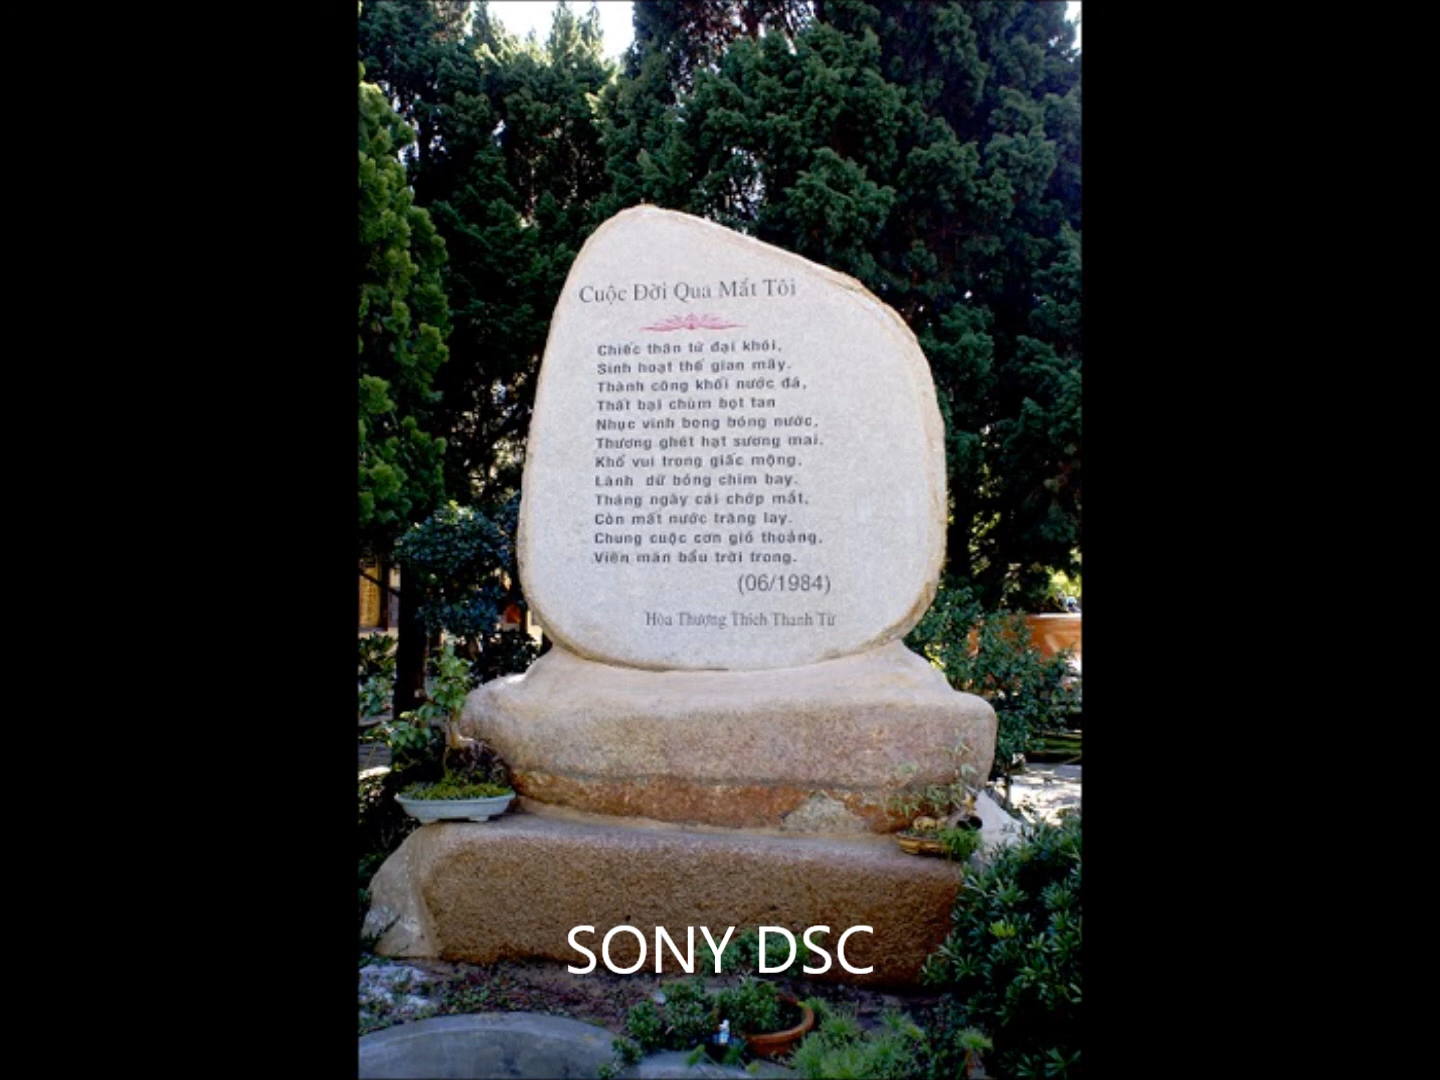 Cuộc Đời Qua Mắt Tôi
Chiếc thân tứ đại khói,
Sinh hoạt thế gian mây.
Thành công khối nước đá,
Thất bại chùm bọt tan
Nhục vinh bong bóng nước,
Thương ghét hạt sương mai.
Khổ vui trong giấc mộng,
Lành dữ bóng chim bay.
Tháng ngày cái chớp mắt,
Còn mất nước trăng lay.
Chung cuộc cơn gió thoảng,
Viên mãn bầu trời trong.
(06/1984)
Hòa Thượng Thích Thanh Từ
SONY DSC